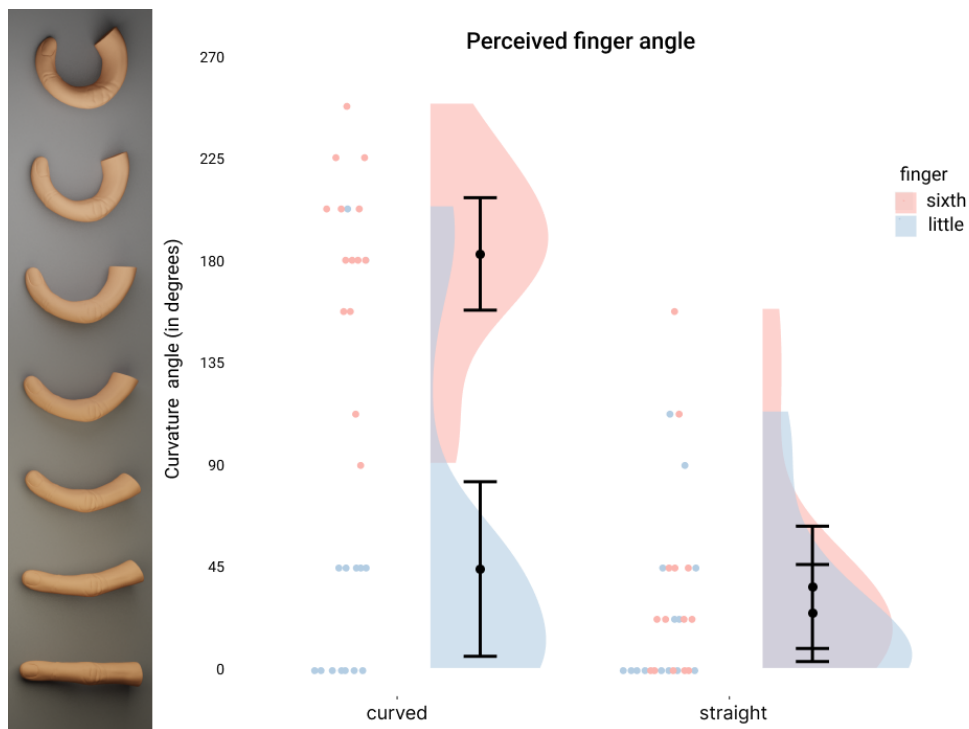 Perceived finger angle
270
225
180
135
90
45
0
Curvature angle (in degrees)
curved
straight
finger
sixth
little